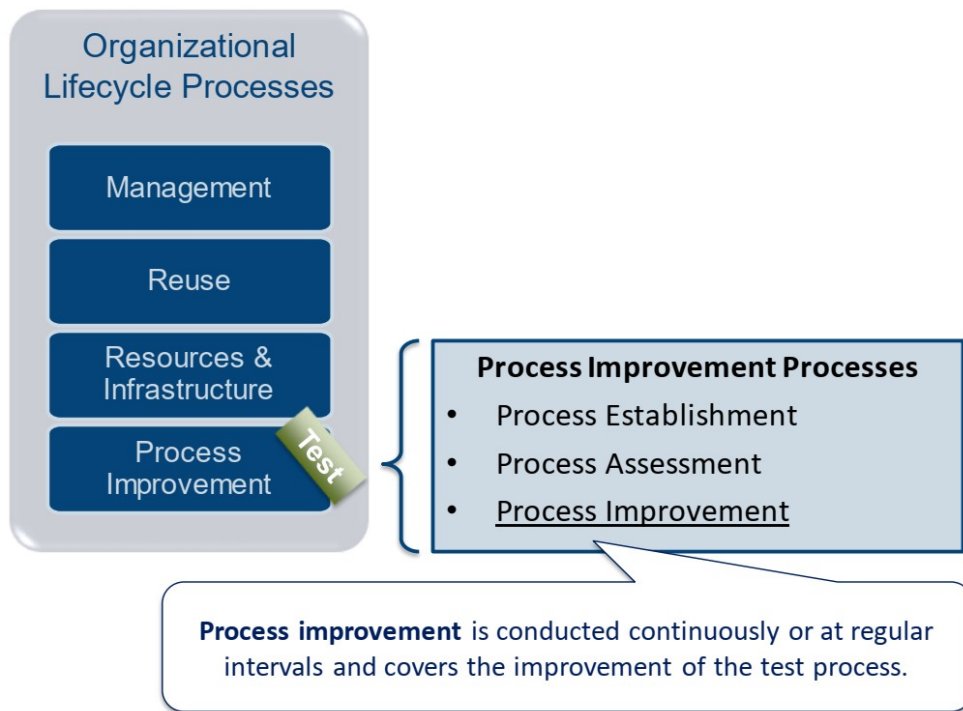 Organizational
Lifecycle Processes
Management
Reuse
Resources &
Infrastructure
Process
Improvement
Test
Process Improvement Processes
• Process Establishment
• Process Assessment
• Process Improvement
Process improvement is conducted continuously or at regular
intervals and covers the improvement of the test process.